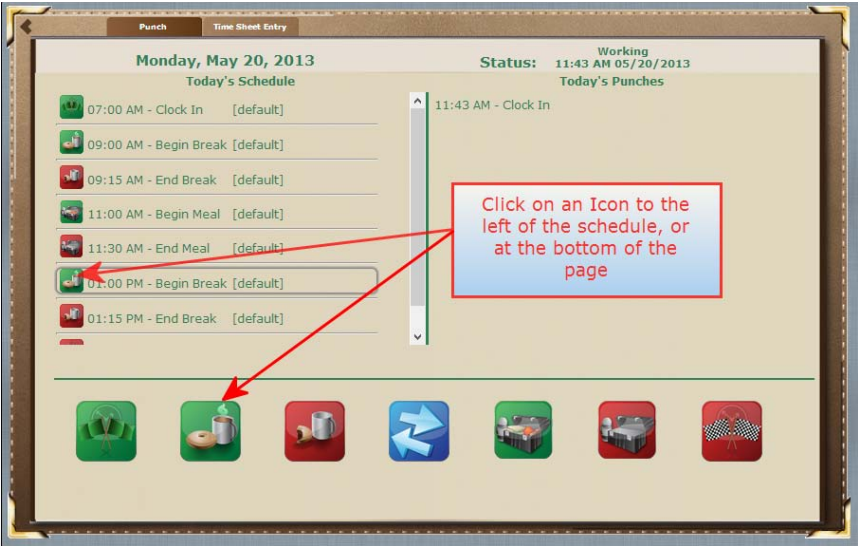 Punch
Time Sheet Entry
Monday, May 20, 2013
Status:
Working
11:43 AM 05/20/2013
Today's Schedule
Today's Punches
07:00 AM - Clock In [default]
09:00 AM - Begin Break [default]
09:15 AM - End Break [default]
11:00 AM - Begin Meal [default]
11:30 AM - End Meal [default]
01:00 PM - Begin Break [default]
01:15 PM - End Break [default]
11:43 AM - Clock In
Click on an Icon to the
left of the schedule, or
at the bottom of the
page